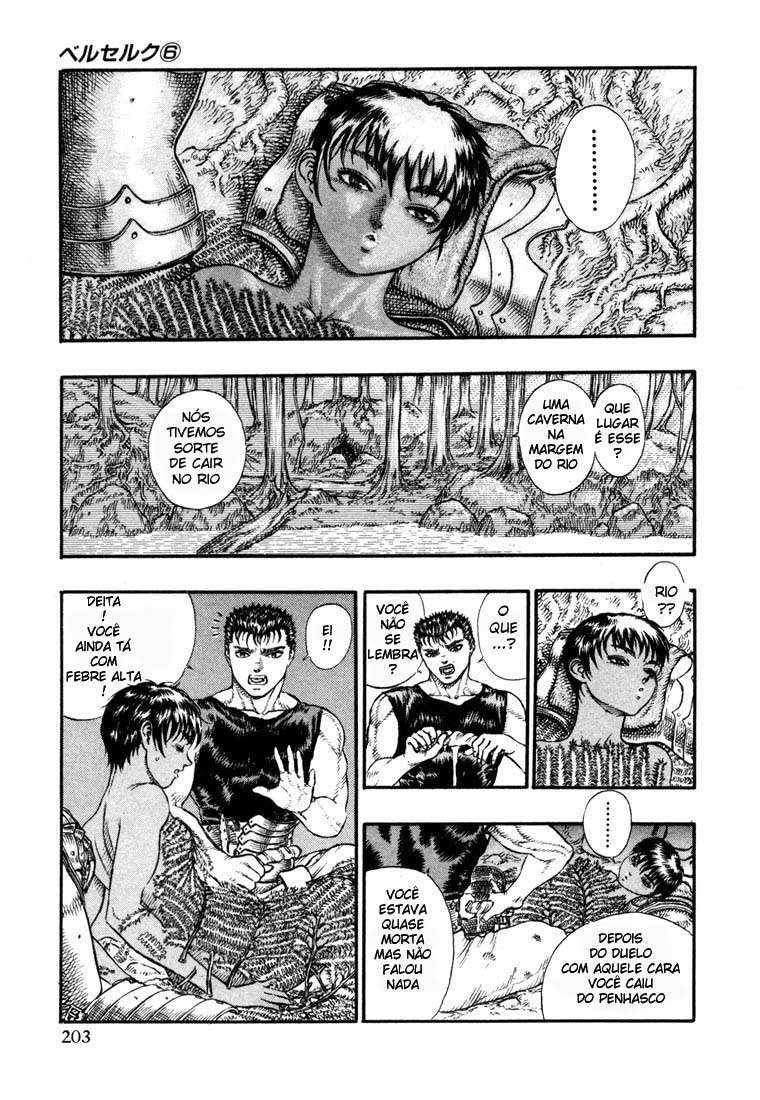 ベルセルク⑥
.........
QUE
LUGAR
É ESSE
?
UMA
CAVERNA
NA
MARGEM
DO RIO
NÓS
TIVEMOS
SORTE
DE CAIR
NO RIO
RIO
??
O
QUE
...?
VOCÊ
NÃO
SE
LEMBRA
?
DEPOIS
DO DUELO
COM AQUELE CARA
VOCÊ CAIU
DO PENHASCO
.......
VOCÊ
ESTAVA
QUASE
MORTA
MAS NÃO
FALOU
NADA
EI
!!
DEITA
!
VOCÊ
AINDA TÁ
COM
FEBRE ALTA
!
203